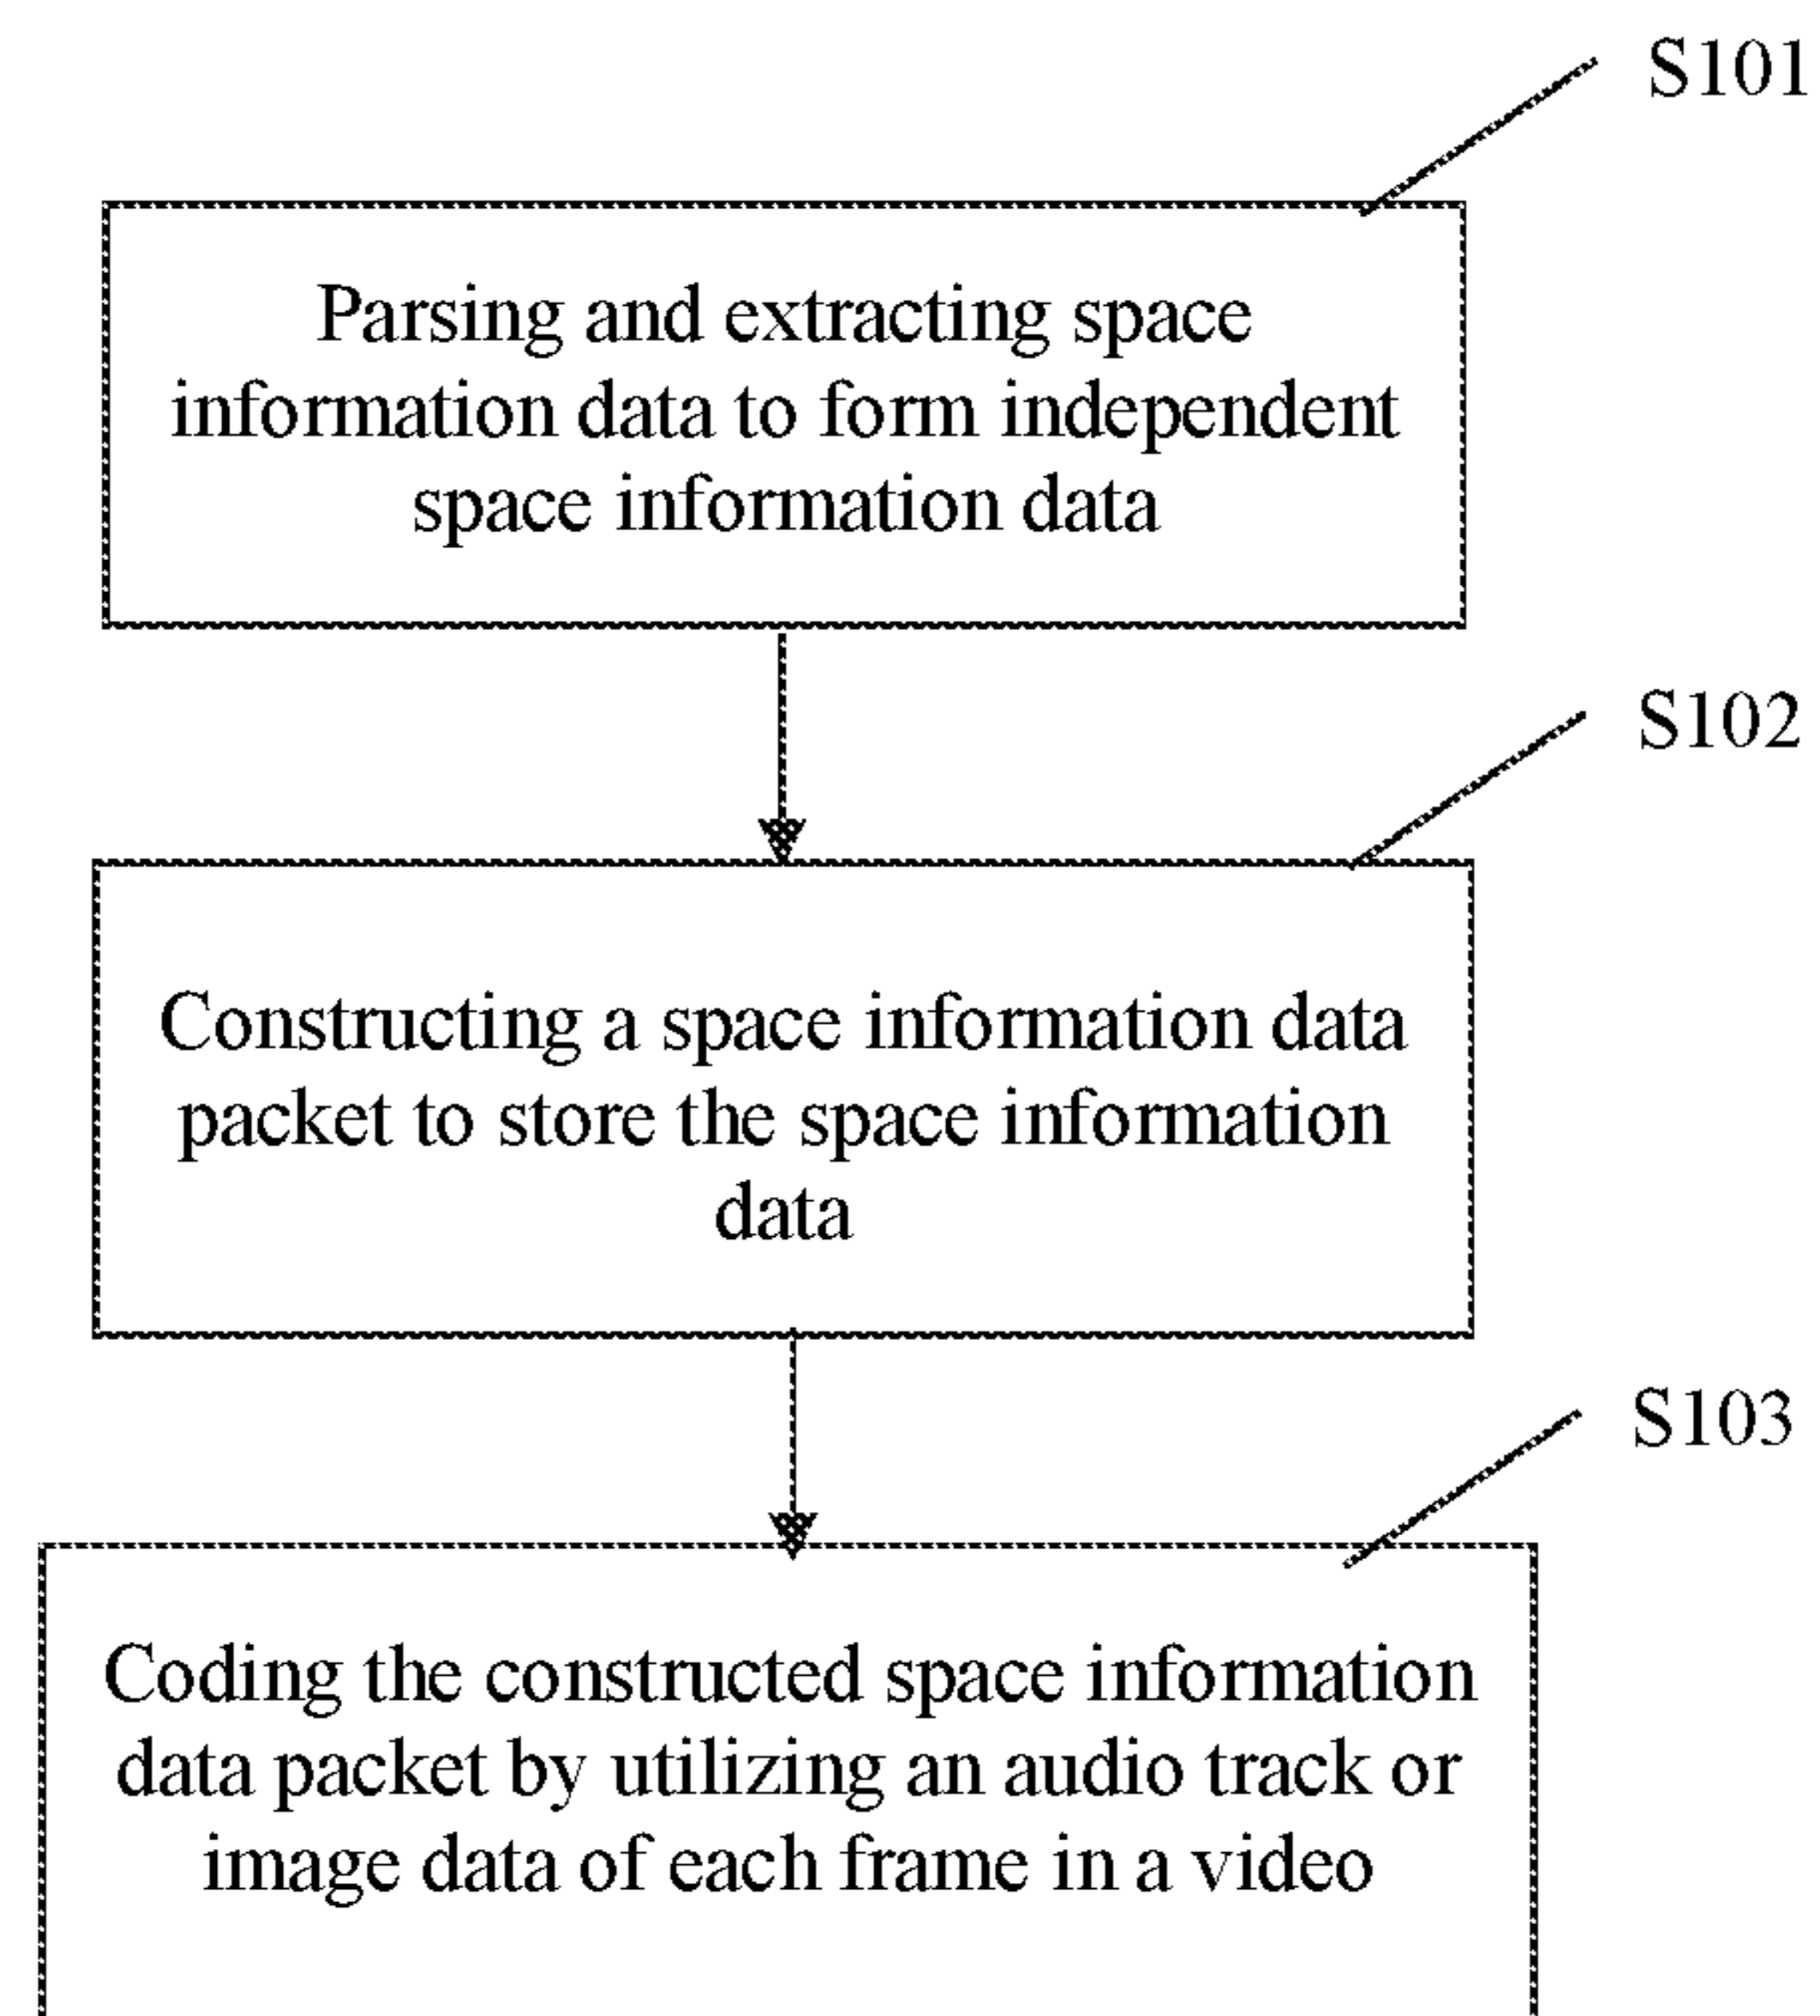 S101
Parsing and extracting space
information data to form independent
space information data
S102
Constructing a space information data
packet to store the space information
data
S103
Coding the constructed space information
data packet by utilizing an audio track or
image data of each frame in a video